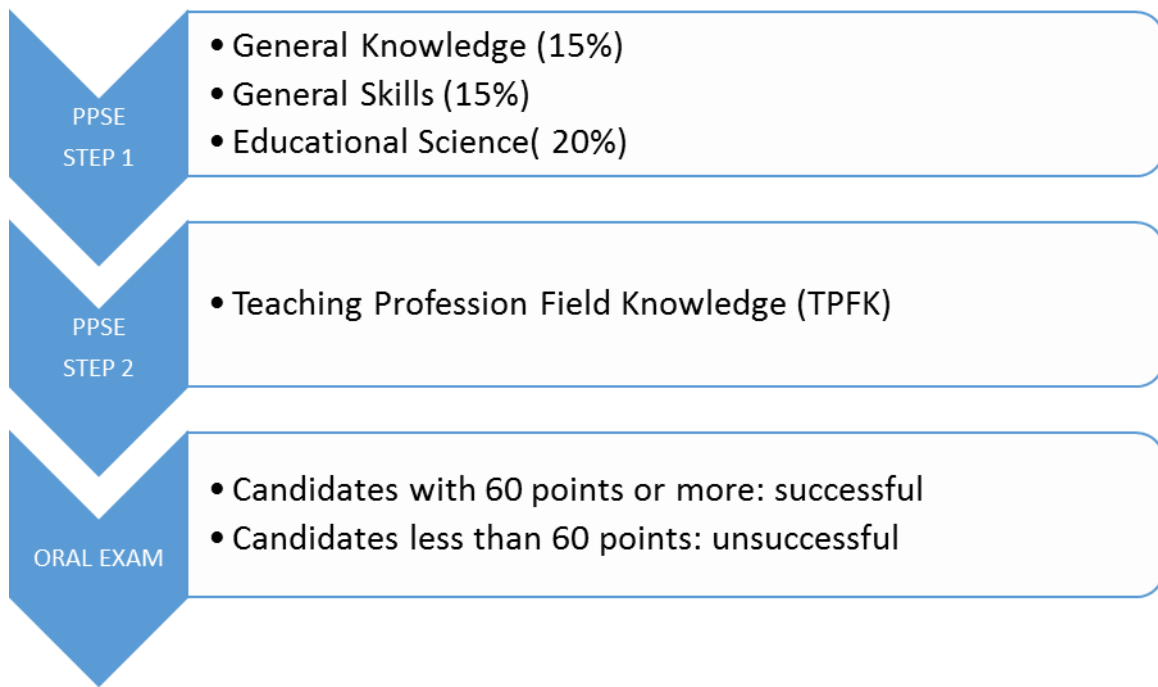 PPSE
STEP 1
• General Knowledge (15%)
• General Skills (15%)
• Educational Science( 20%)
PPSE
STEP 2
• Teaching Profession Field Knowledge (TPFK)
ORAL EXAM
• Candidates with 60 points or more: successful
• Candidates less than 60 points: unsuccessful